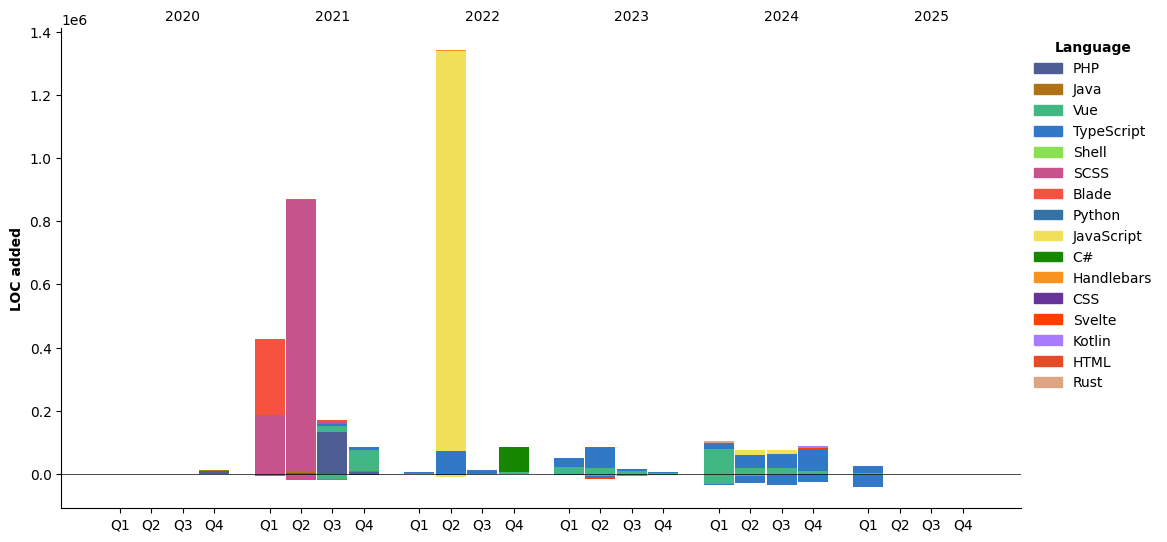 2020 2021 2022 2023 2024 2025
1e6
1.4
1.2
1.0
0.8
0.6
0.4
0.2
0.0
LOC added
Q1 Q2 Q3 Q4 Q1 Q2 Q3 Q4 Q1 Q2 Q3 Q4 Q1 Q2 Q3 Q4 Q1 Q2 Q3 Q4 Q1 Q2 Q3 Q4
Language
PHP
Java
Vue
TypeScript
Shell
SCSS
Blade
Python
JavaScript
C#
Handlebars
CSS
Svelte
Kotlin
HTML
Rust